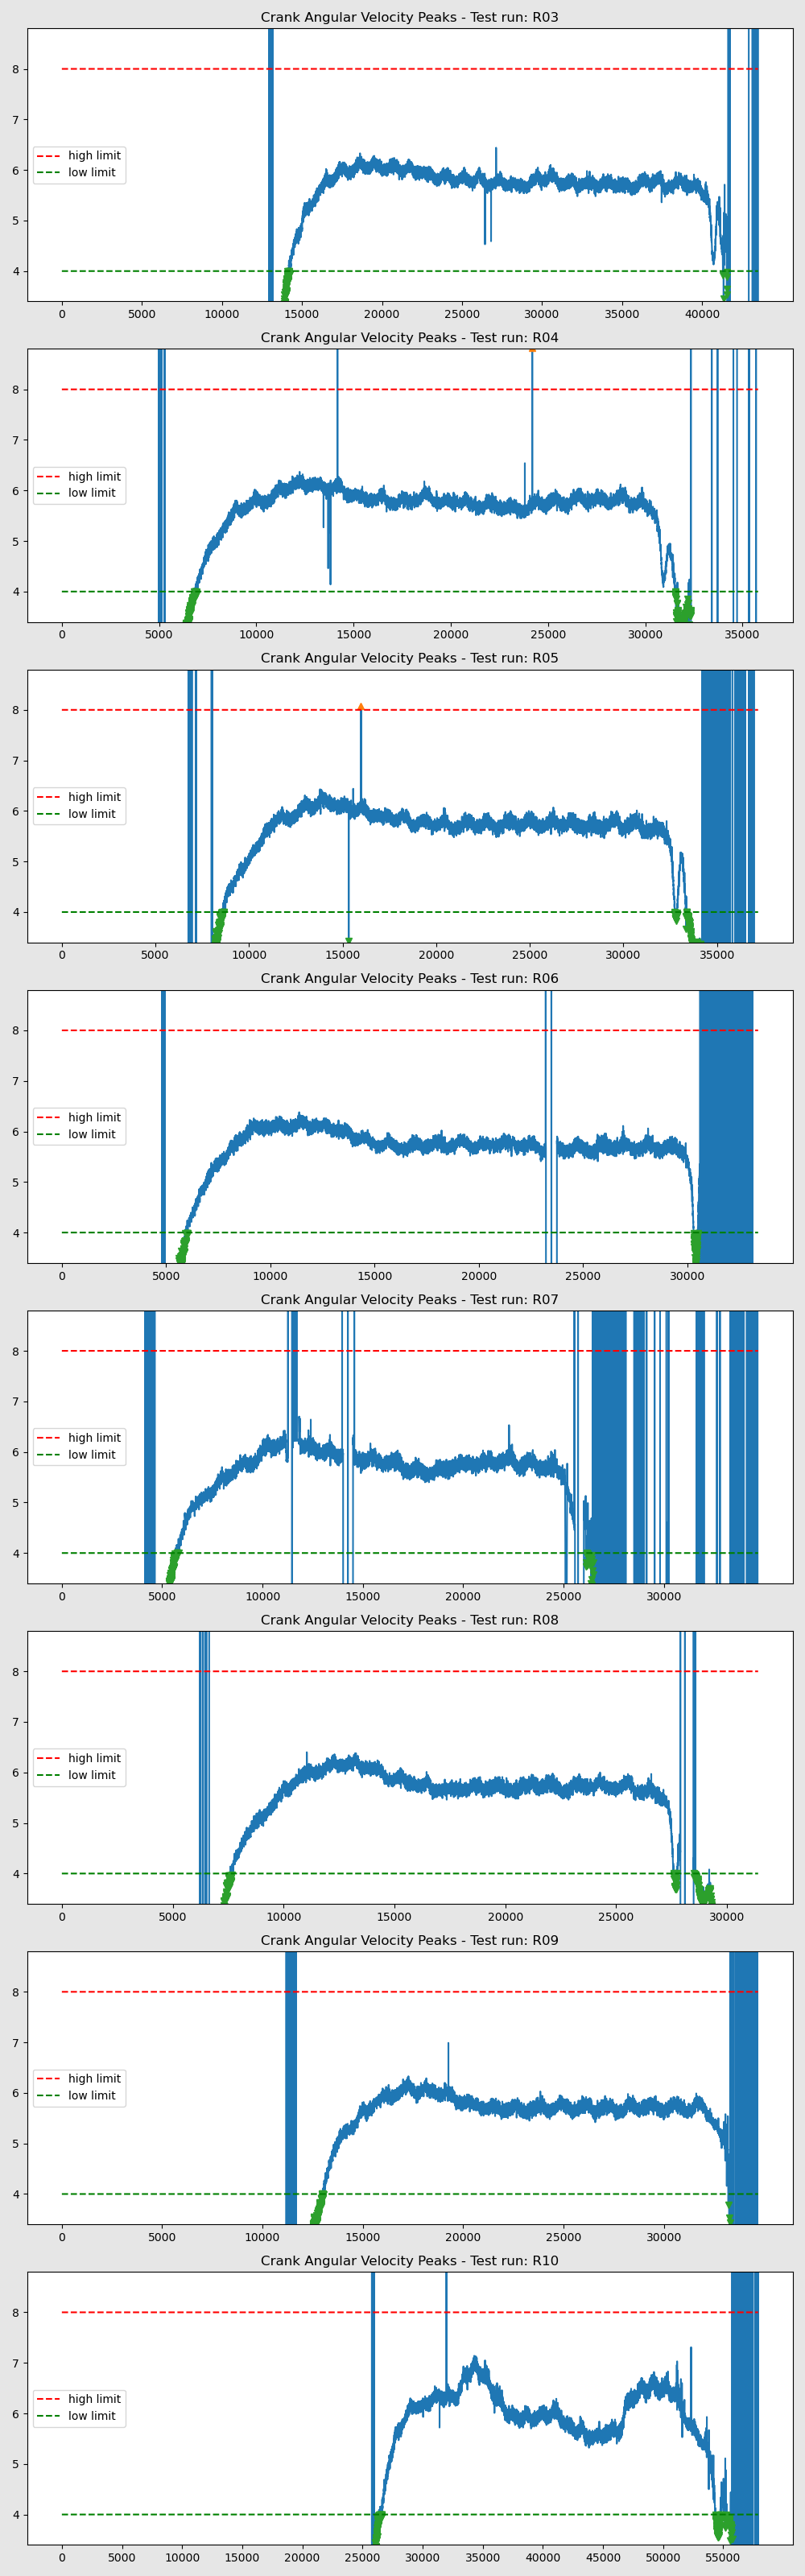 Crank Angular Velocity Peaks - Test run: R03
8
7
6
5
4
high limit
low limit
0 5000 10000 15000 20000 25000 30000 35000 40000
Crank Angular Velocity Peaks - Test run: R04
8
7
6
5
4
high limit
low limit
0 5000 10000 15000 20000 25000 30000 35000
Crank Angular Velocity Peaks - Test run: R05
8
7
6
5
4
high limit
low limit
0 5000 10000 15000 20000 25000 30000 35000
Crank Angular Velocity Peaks - Test run: R06
8
7
6
5
4
high limit
low limit
0 5000 10000 15000 20000 25000 30000
Crank Angular Velocity Peaks - Test run: R07
8
7
6
5
4
high limit
low limit
0 5000 10000 15000 20000 25000 30000
Crank Angular Velocity Peaks - Test run: R08
8
7
6
5
4
high limit
low limit
0 5000 10000 15000 20000 25000 30000
Crank Angular Velocity Peaks - Test run: R09
8
7
6
5
4
high limit
low limit
0 5000 10000 15000 20000 25000 30000
Crank Angular Velocity Peaks - Test run: R10
8
7
6
5
4
high limit
low limit
0 5000 10000 15000 20000 25000 30000 35000 40000 45000 50000 55000